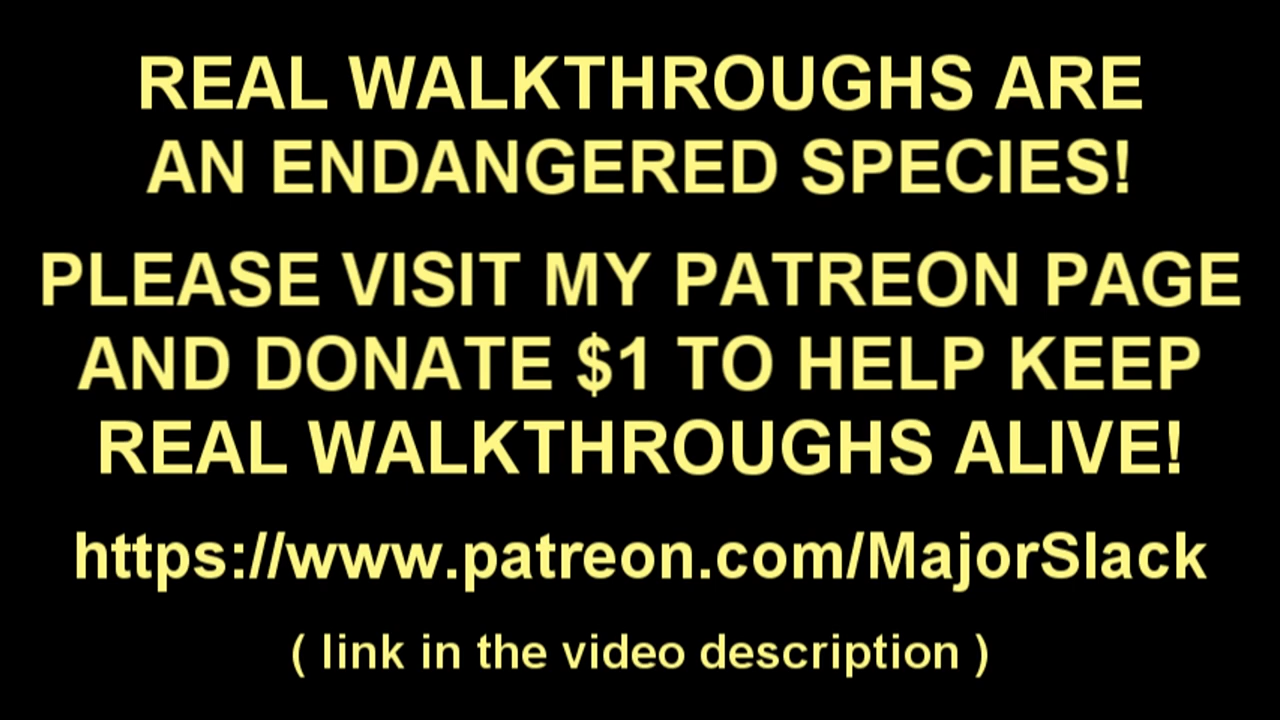 REAL WALKTHROUGHS ARE
AN ENDANGERED SPECIES!
PLEASE VISIT MY PATREON PAGE
AND DONATE $1 TO HELP KEEP
REAL WALKTHROUGHS ALIVE!
https://www.patreon.com/MajorSlack
( link in the video description )